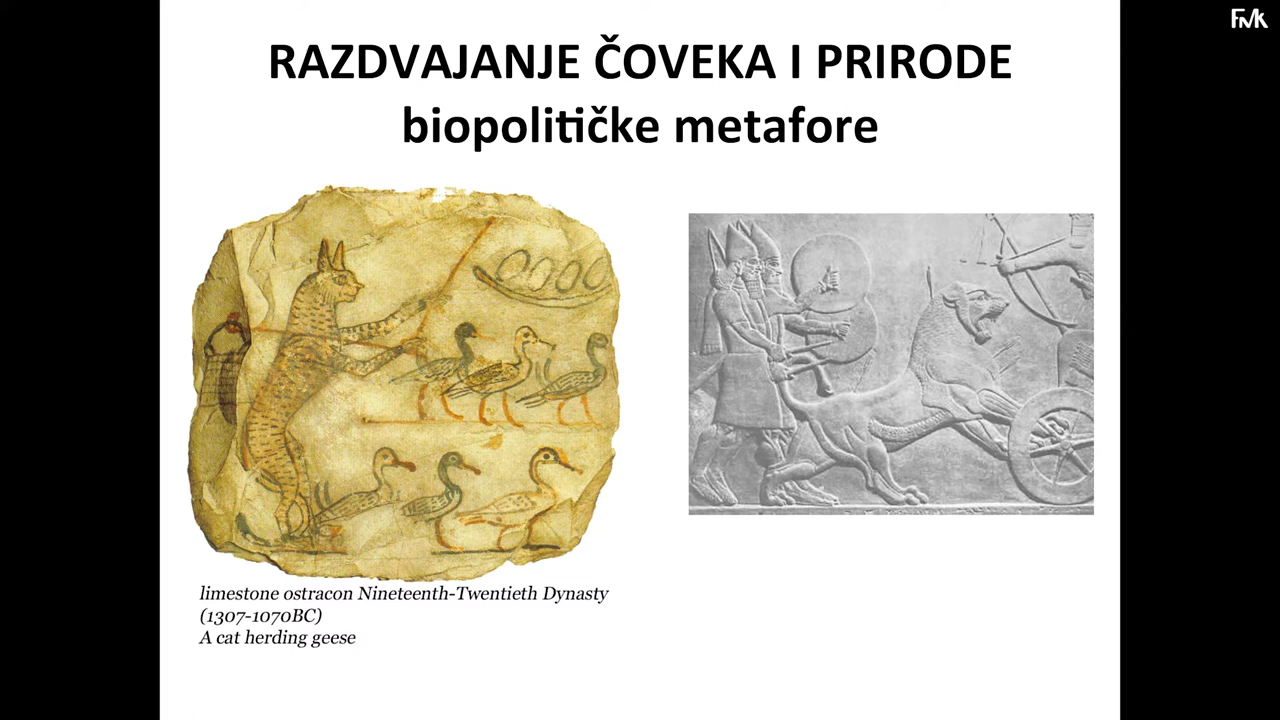 FMK
RAZDVAJANJE ČOVEKA I PRIRODE
biopolitičke metafore
limestone ostracon Nineteenth-Twentieth Dynasty
(1307-1070BC)
A cat herding geese